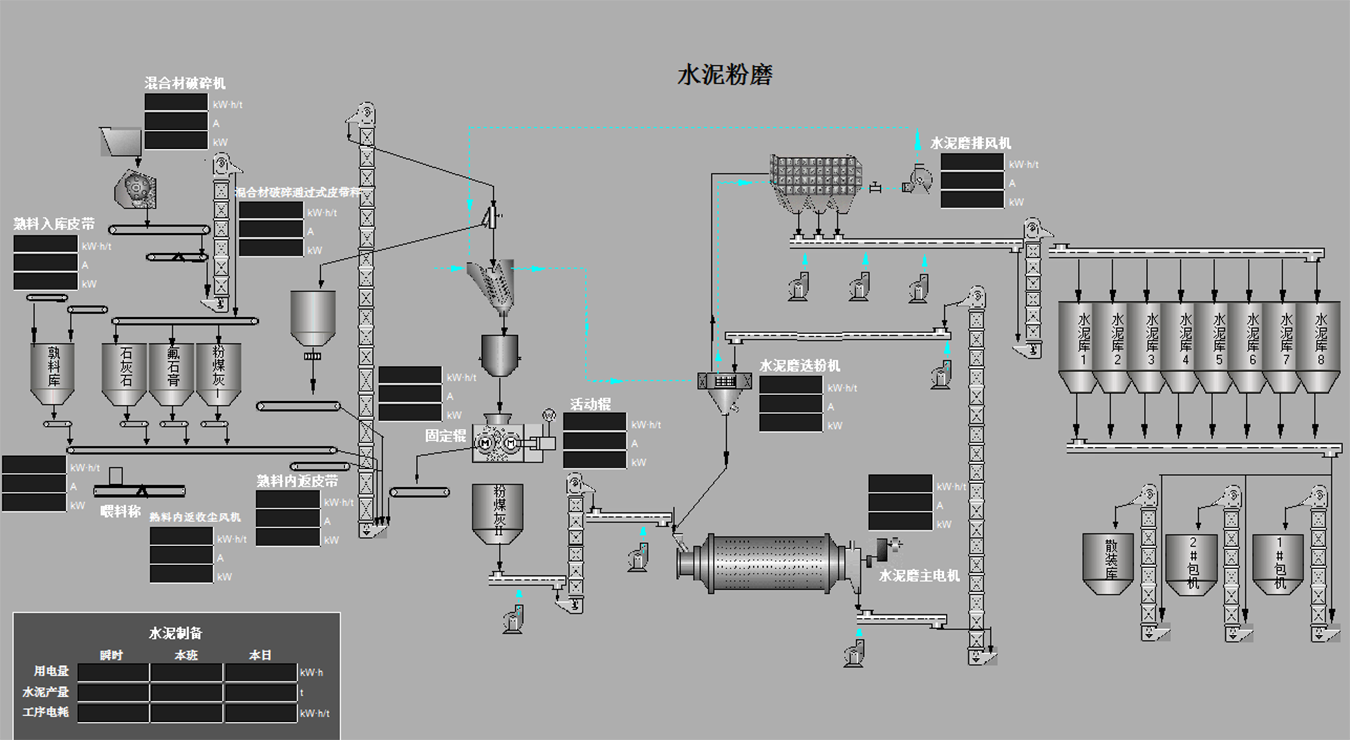 水泥粉磨
混合材破碎机
kW·h/t
A
kW
混合材破碎通过式皮带秤
kW·h/t
A
kW
熟料入库皮带
kW·h/t
A
kW
水泥磨排风机
kW·h/t
A
kW
熟料库
石灰石
氟石膏
粉煤灰I
kW·h/t
A
kW
固定辊
活动辊
kW·h/t
A
kW
水泥磨选粉机
kW·h/t
A
kW
水泥库1
水泥库2
水泥库3
水泥库4
水泥库5
水泥库6
水泥库7
水泥库8
kW·h/t
A
kW
喂料称
熟料内返收尘风机
kW·h/t
A
kW
熟料内返皮带
kW·h/t
A
kW
M
M
粉煤灰II
kW·h/t
A
kW
水泥磨主电机
散装库
2#包机
1#包机
水泥制备
瞬时 本班 本日
用电量 kW·h
水泥产量 t
工序电耗 kW·h/t